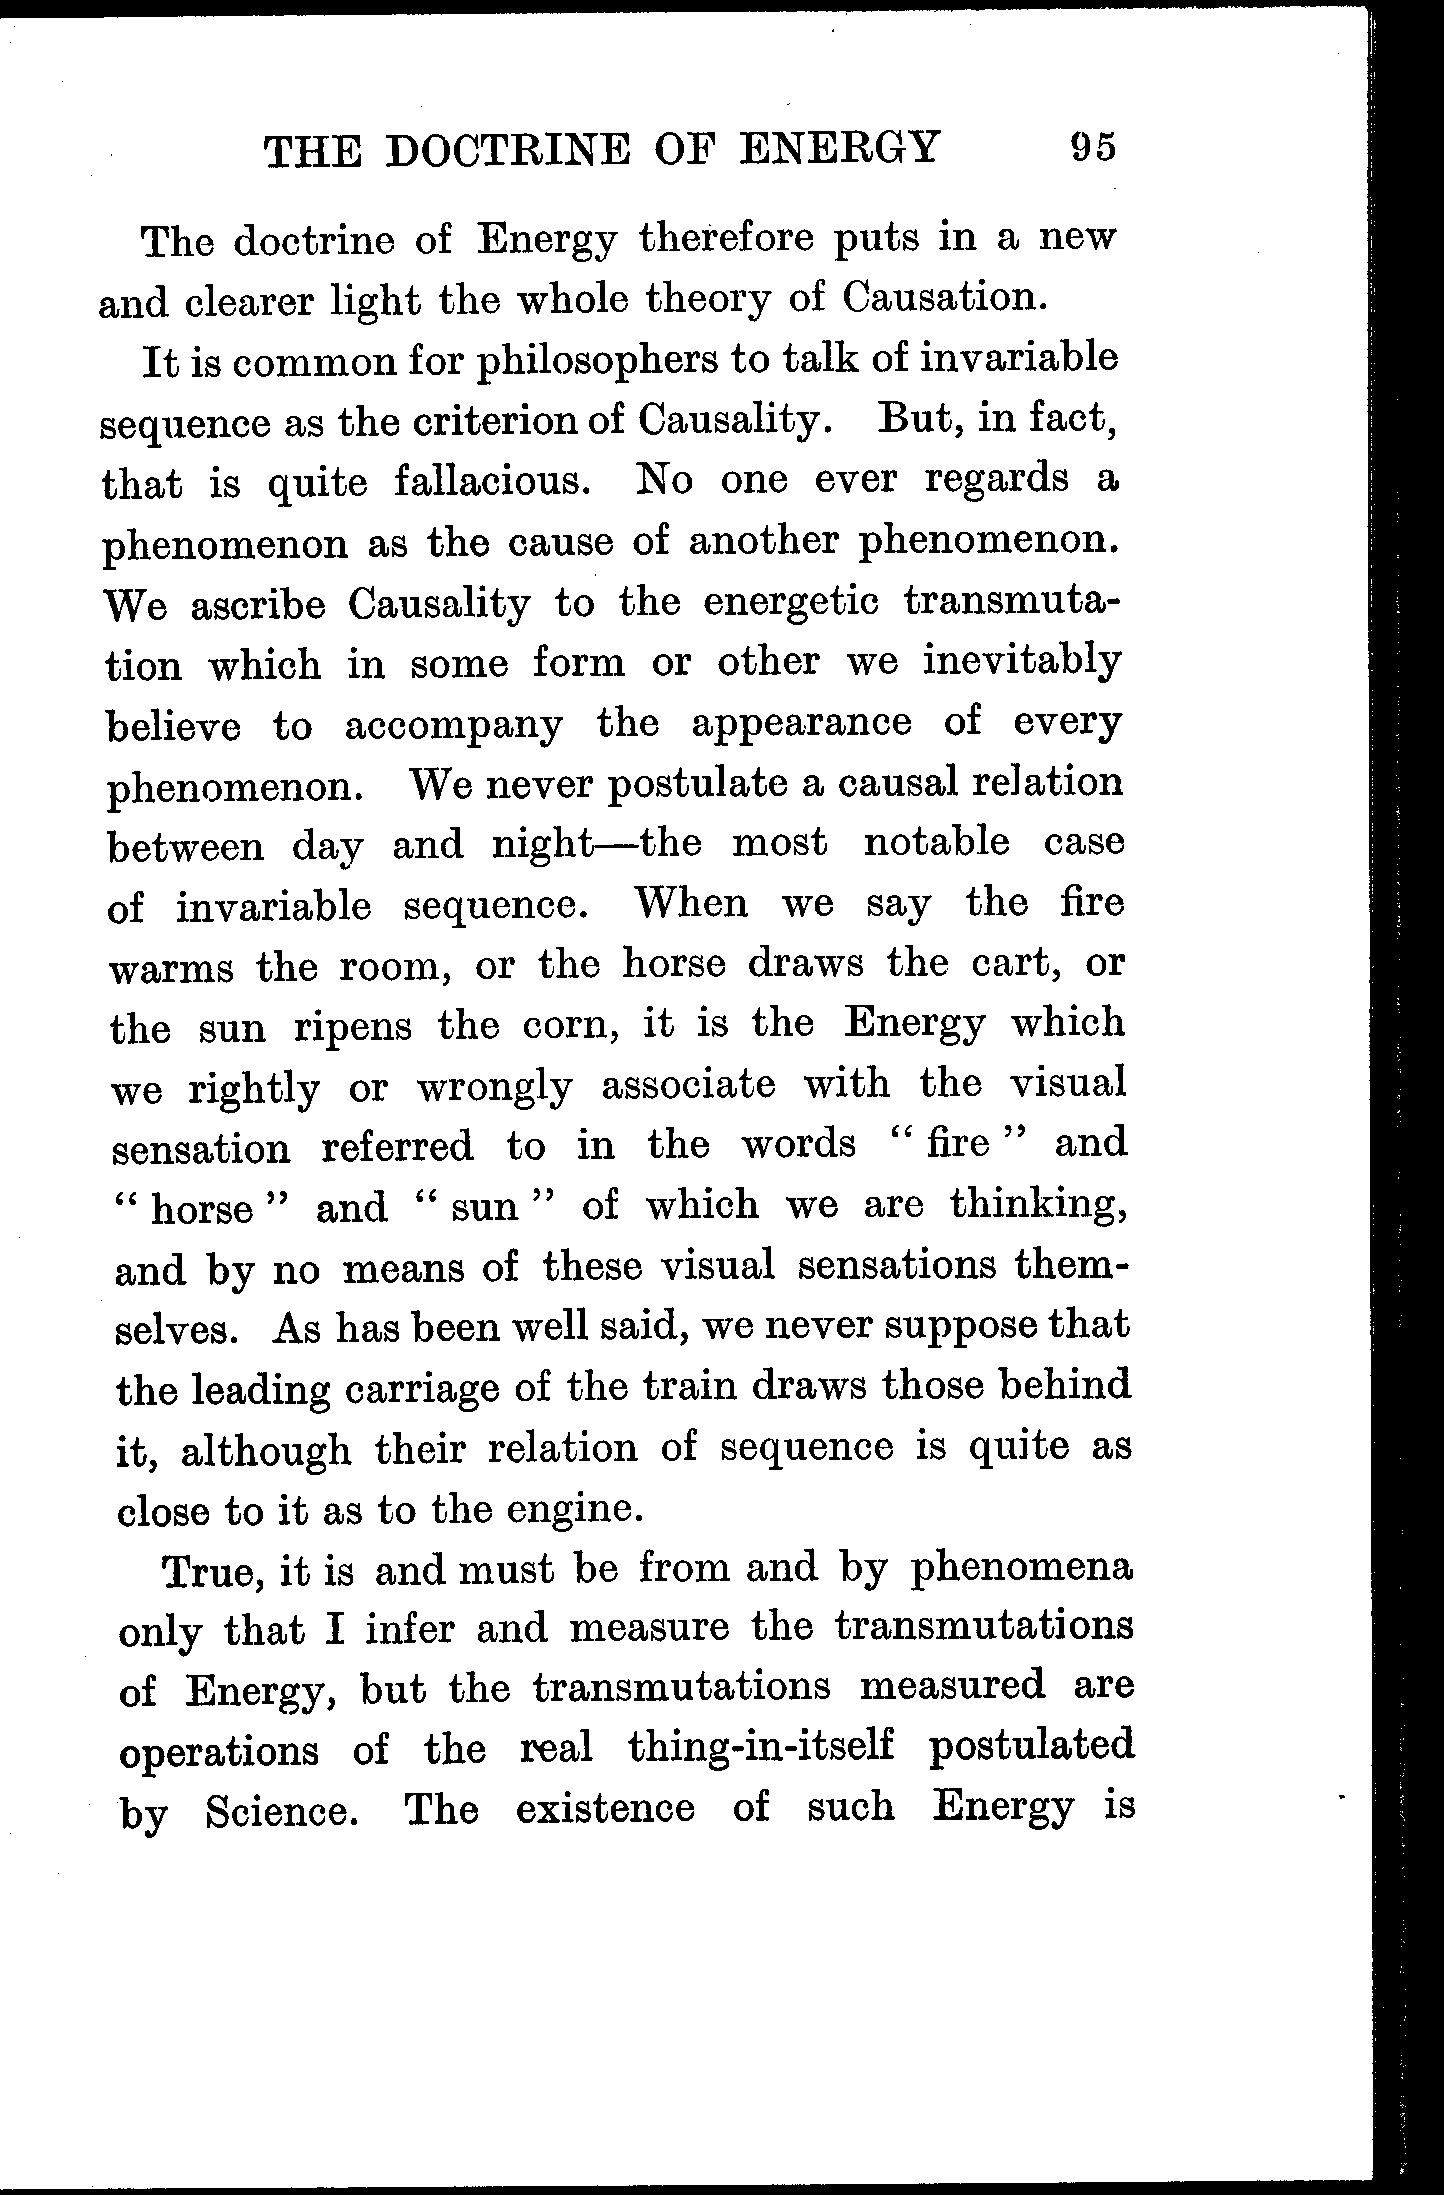 THE DOCTRINE OF ENERGY 95
The doctrine of Energy therefore puts in a new
and clearer light the whole theory of Causation.
It is common for philosophers to talk of invariable
sequence as the criterion of Causality. But, in fact,
that is quite fallacious. No one ever regards a
phenomenon as the cause of another phenomenon.
We ascribe Causality to the energetic transmuta-
tion which in some form or other we inevitably
believe to accompany the appearance of every
phenomenon. We never postulate a causal relation
between day and night—the most notable case
of invariable sequence. When we say the fire
warms the room, or the horse draws the cart, or
the sun ripens the corn, it is the Energy which
we rightly or wrongly associate with the visual
sensation referred to in the words “ fire ” and
“ horse ” and “ sun ” of which we are thinking,
and by no means of these visual sensations them-
selves. As has been well said, we never suppose that
the leading carriage of the train draws those behind
it, although their relation of sequence is quite as
close to it as to the engine.
True, it is and must be from and by phenomena
only that I infer and measure the transmutations
of Energy, but the transmutations measured are
operations of the real thing-in-itself postulated
by Science. The existence of such Energy is